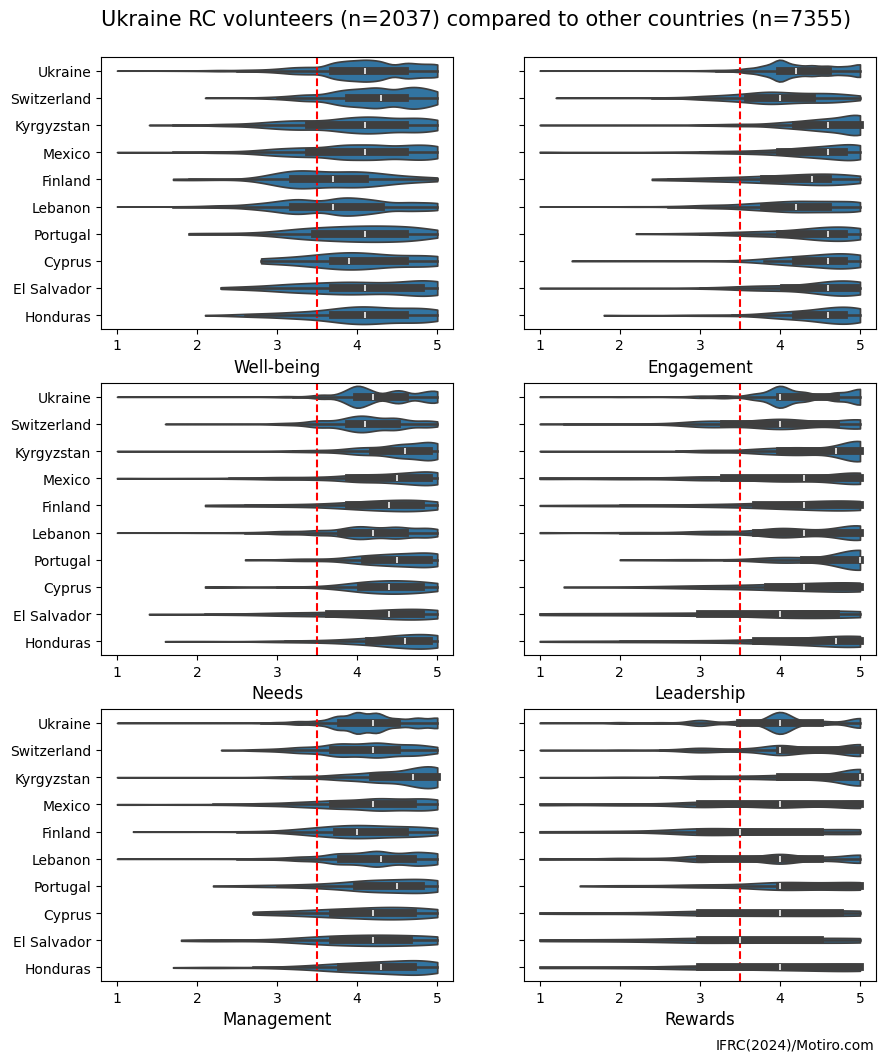 Ukraine RC volunteers (n=2037) compared to other countries (n=7355)
Ukraine
Switzerland
Kyrgyzstan
Mexico
Finland
Lebanon
Portugal
Cyprus
El Salvador
Honduras
1 2 3 4 5
Well-being
1 2 3 4 5
Engagement
Ukraine
Switzerland
Kyrgyzstan
Mexico
Finland
Lebanon
Portugal
Cyprus
El Salvador
Honduras
1 2 3 4 5
Needs
1 2 3 4 5
Leadership
Ukraine
Switzerland
Kyrgyzstan
Mexico
Finland
Lebanon
Portugal
Cyprus
El Salvador
Honduras
1 2 3 4 5
Management
1 2 3 4 5
Rewards
IFRC(2024)/Motiro.com